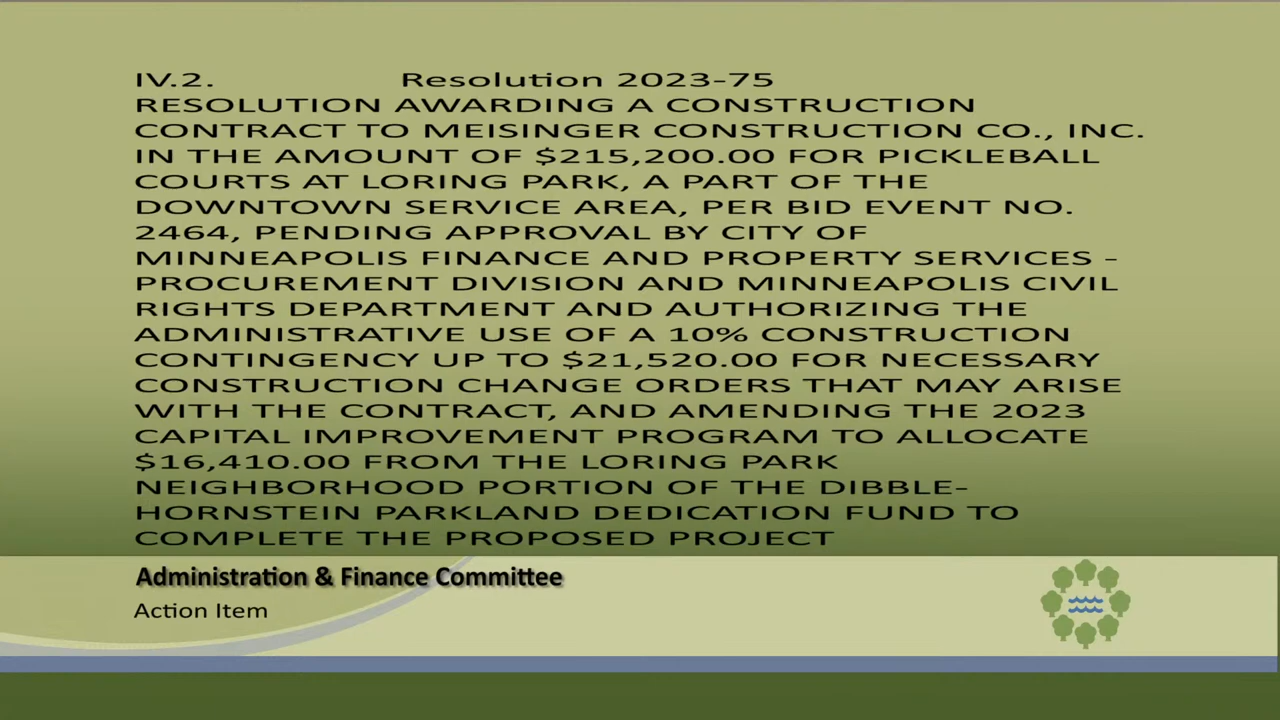 IV.2. Resolution 2023-75
RESOLUTION AWARDING A CONSTRUCTION
CONTRACT TO MEISINGER CONSTRUCTION CO., INC.
IN THE AMOUNT OF $215,200.00 FOR PICKLEBALL
COURTS AT LORING PARK, A PART OF THE
DOWNTOWN SERVICE AREA, PER BID EVENT NO.
2464, PENDING APPROVAL BY CITY OF
MINNEAPOLIS FINANCE AND PROPERTY SERVICES -
PROCUREMENT DIVISION AND MINNEAPOLIS CIVIL
RIGHTS DEPARTMENT AND AUTHORIZING THE
ADMINISTRATIVE USE OF A 10% CONSTRUCTION
CONTINGENCY UP TO $21,520.00 FOR NECESSARY
CONSTRUCTION CHANGE ORDERS THAT MAY ARISE
WITH THE CONTRACT, AND AMENDING THE 2023
CAPITAL IMPROVEMENT PROGRAM TO ALLOCATE
$16,410.00 FROM THE LORING PARK
NEIGHBORHOOD PORTION OF THE DIBBLE-
HORNSTEIN PARKLAND DEDICATION FUND TO
COMPLETE THE PROPOSED PROJECT
Administration & Finance Committee
Action Item